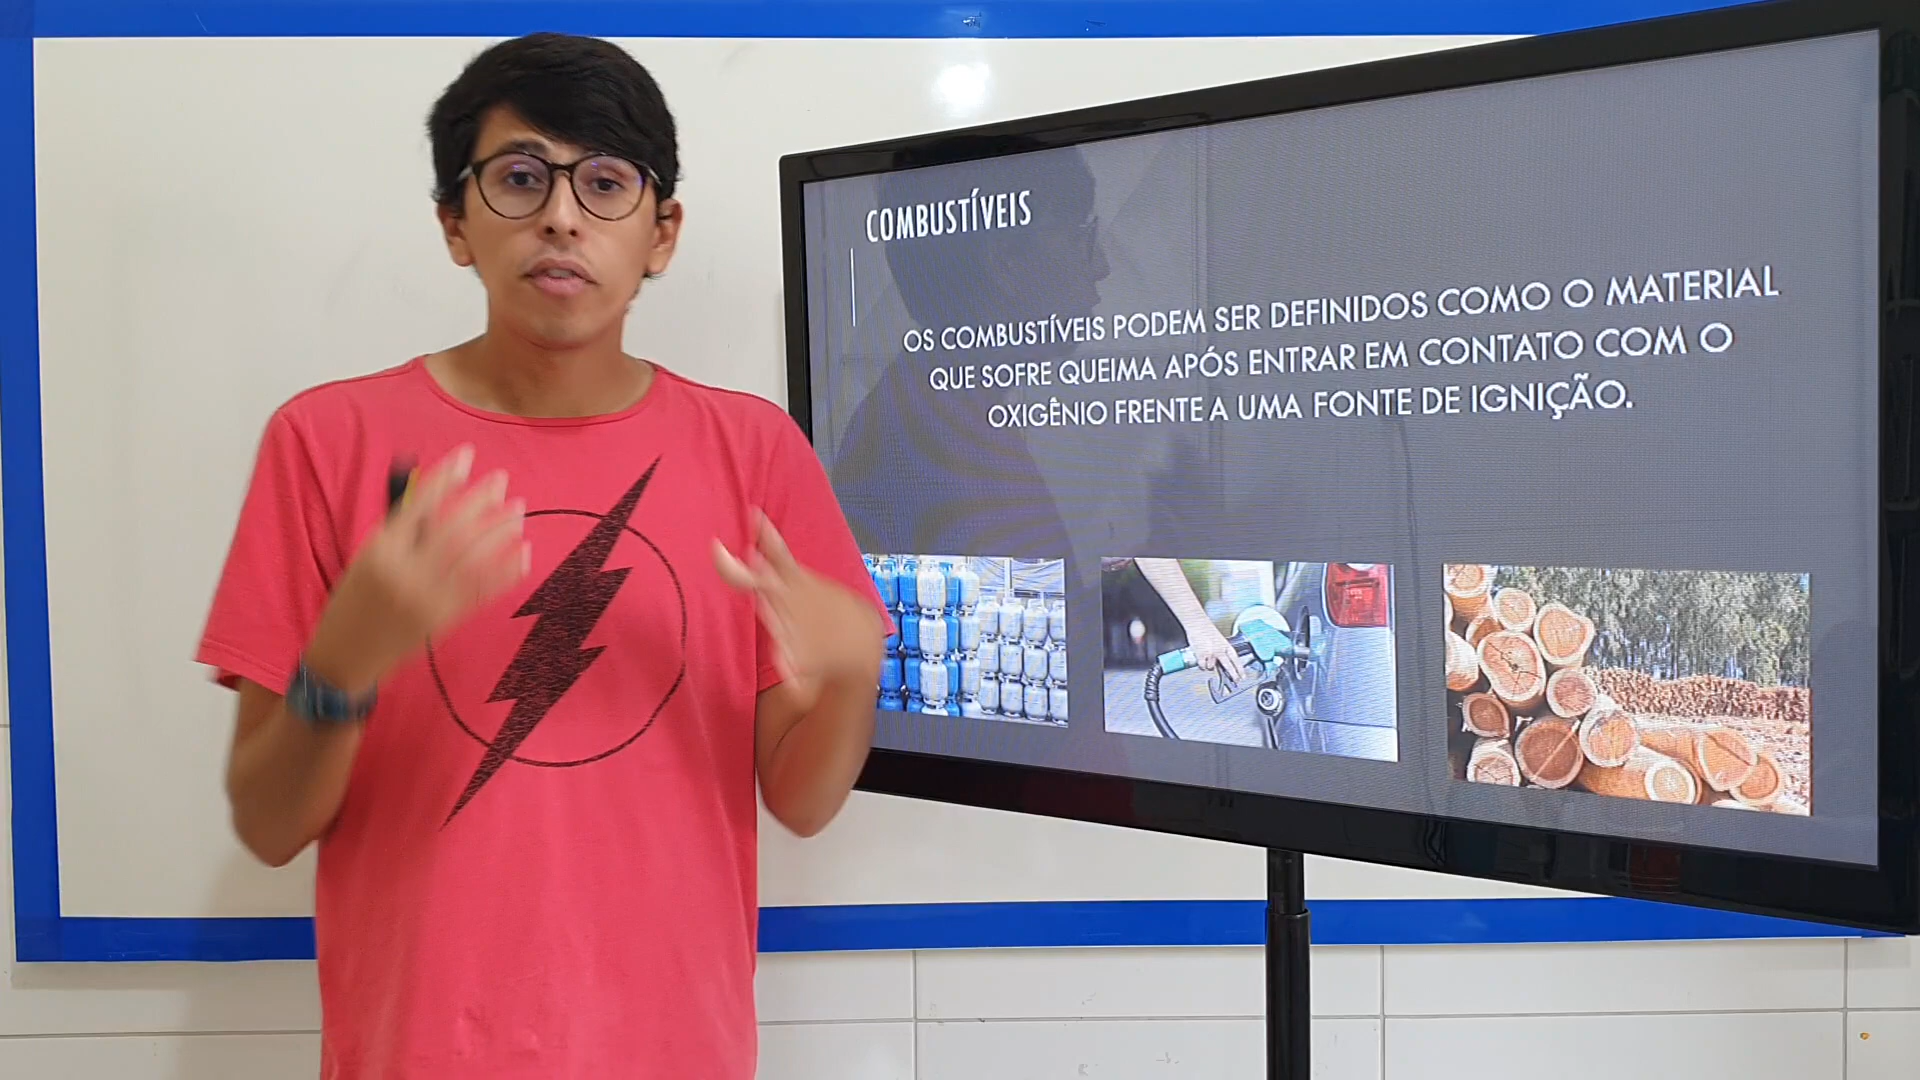 COMBUSTÍVEIS
OS COMBUSTÍVEIS PODEM SER DEFINIDOS COMO O MATERIAL
QUE SOFRE QUEIMA APÓS ENTRAR EM CONTATO COM O
OXIGÊNIO FRENTE A UMA FONTE DE IGNIÇÃO.